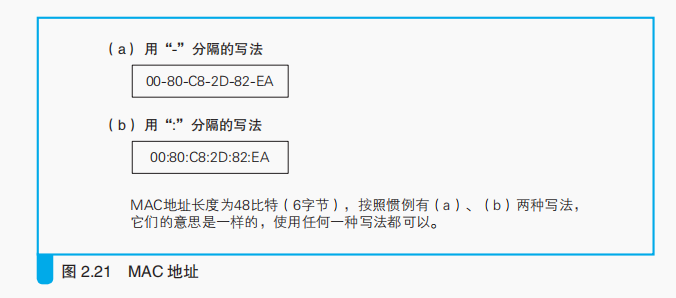 （a）用“-”分隔的写法
00-80-C8-2D-82-EA
（b）用“:”分隔的写法
00:80:C8:2D:82:EA
MAC地址长度为48比特（6字节），按照惯例有（a）、（b）两种写法，
它们的意思是一样的，使用任何一种写法都可以。
图 2.21 MAC 地址